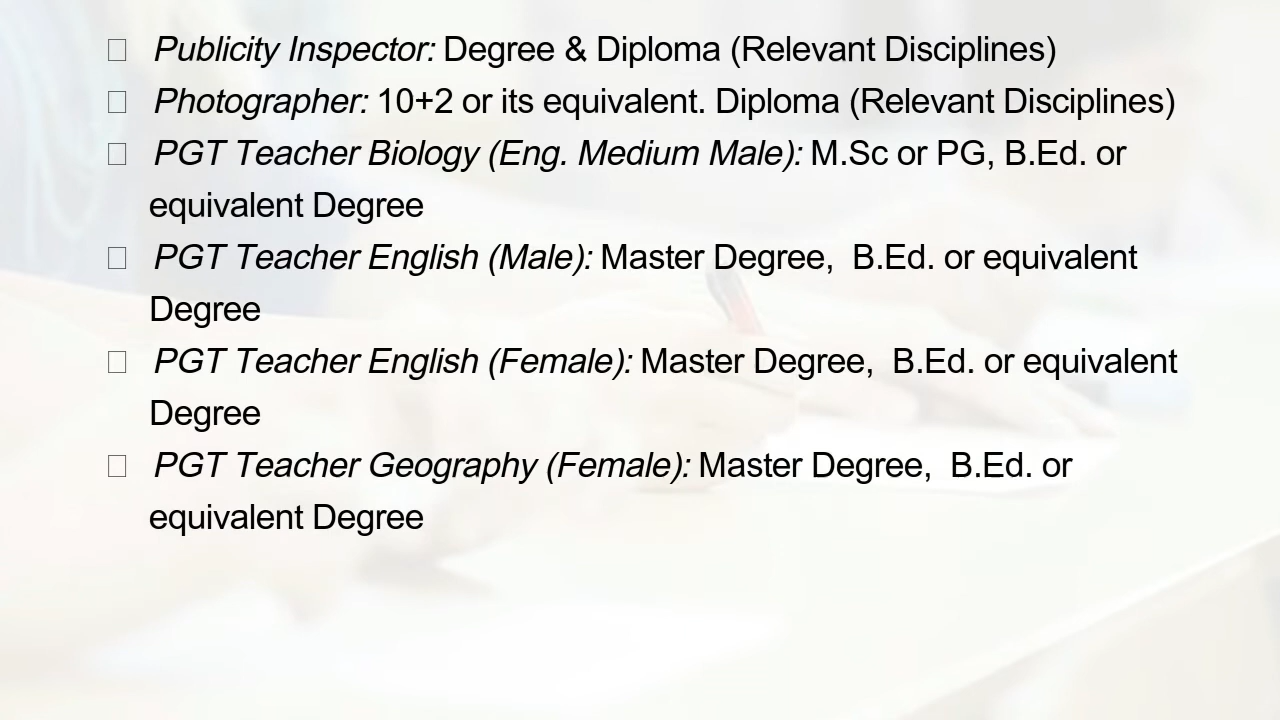 □ Publicity Inspector: Degree & Diploma (Relevant Disciplines)
□ Photographer: 10+2 or its equivalent. Diploma (Relevant Disciplines)
□ PGT Teacher Biology (Eng. Medium Male): M.Sc or PG, B.Ed. or
equivalent Degree
□ PGT Teacher English (Male): Master Degree,  B.Ed. or equivalent
Degree
□ PGT Teacher English (Female): Master Degree,  B.Ed. or equivalent
Degree
□ PGT Teacher Geography (Female): Master Degree,  B.Ed. or
equivalent Degree